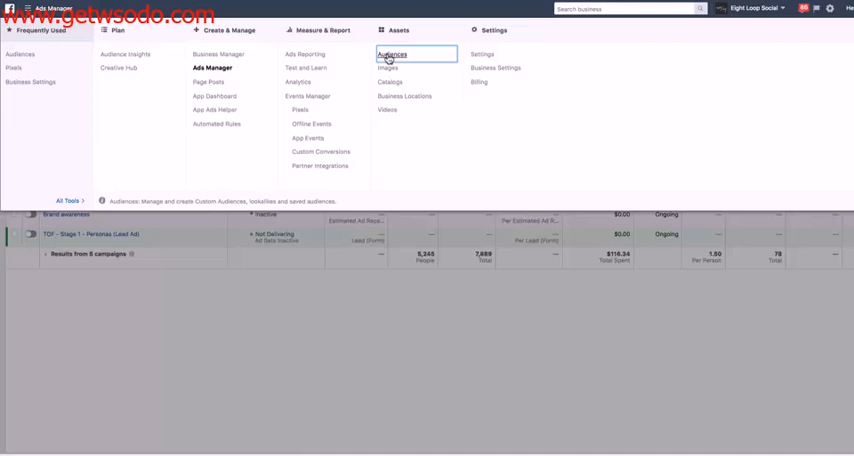 www.getwsodo.com
Ads Manager
Search business
66
Eight Loop Social
He
Frequently Used
Audiences
Pixels
Business Settings
All Tools >
Plan
Audience Insights
Creative Hub
+ Create & Manage
Business Manager
Ads Manager
Page Posts
App Dashboard
App Ads Helper
Automated Rules
Measure & Report
Ads Reporting
Test and Learn
Analytics
Events Manager
Pixels
Offline Events
App Events
Custom Conversions
Partner Integrations
Assets
Audiences
Images
Catalogs
Business Locations
Videos
Settings
Settings
Business Settings
Billing
Audiences: Manage and create Custom Audiences, lookalikes and saved audiences.
Brand awareness
Inactive
Estimated Ad Reca...
Per Estimated Ad R...
$0.00
Ongoing
TOF - Stage 1 - Personas (Lead Ad)
Not Delivering
Ad Sets Inactive
Lead (Form)
Per Lead (Form)
$0.00
Ongoing
Results from 5 campaigns
5,245
People
7,889
Total
$116.34
Total Spent
1.50
Per Person
78
Total